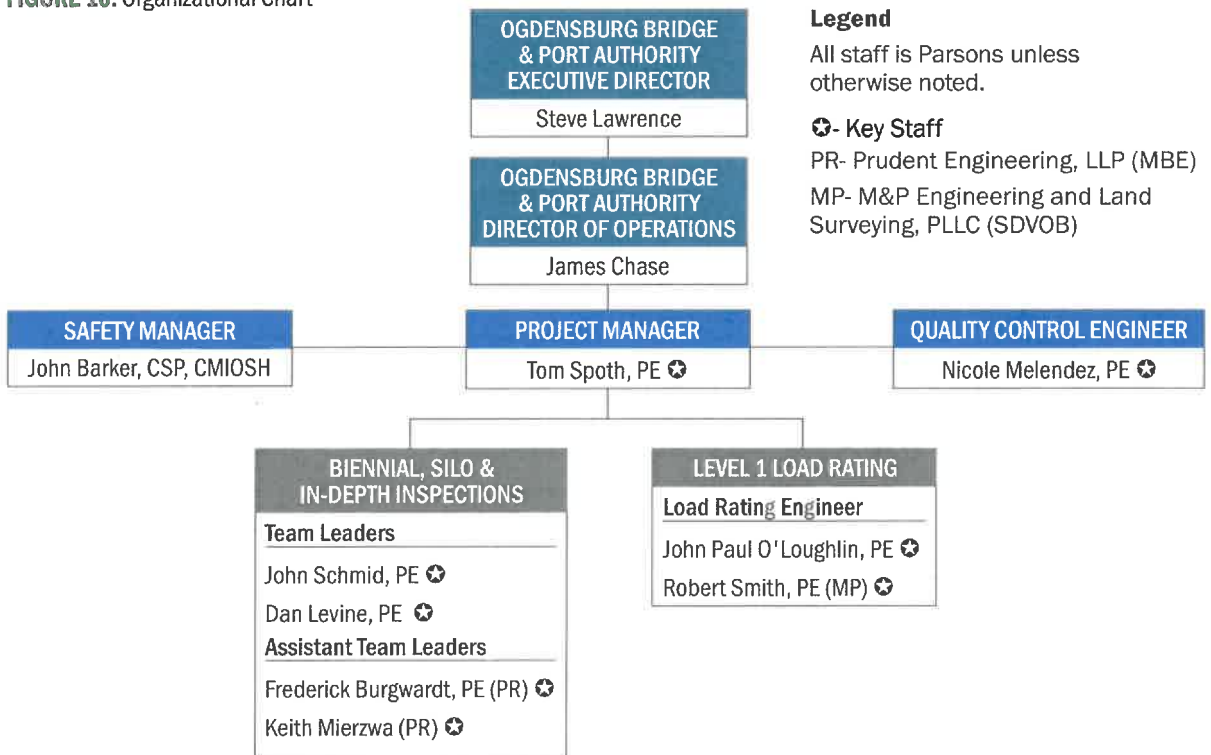 FIGURE 10: Organizational Chart
OGDENSBURG BRIDGE
& PORT AUTHORITY
EXECUTIVE DIRECTOR
Steve Lawrence
Legend
All staff is Parsons unless
otherwise noted.
✪- Key Staff
PR- Prudent Engineering, LLP (MBE)
MP- M&P Engineering and Land
Surveying, PLLC (SDVOB)
OGDENSBURG BRIDGE
& PORT AUTHORITY
DIRECTOR OF OPERATIONS
James Chase
SAFETY MANAGER
John Barker, CSP, CMIOSH
PROJECT MANAGER
Tom Spoth, PE ✪
QUALITY CONTROL ENGINEER
Nicole Melendez, PE ✪
BIENNIAL, SILO &
IN-DEPTH INSPECTIONS
Team Leaders
John Schmid, PE ✪
Dan Levine, PE ✪
Assistant Team Leaders
Frederick Burgwardt, PE (PR) ✪
Keith Mierzwa (PR) ✪
LEVEL 1 LOAD RATING
Load Rating Engineer
John Paul O'Loughlin, PE ✪
Robert Smith, PE (MP) ✪